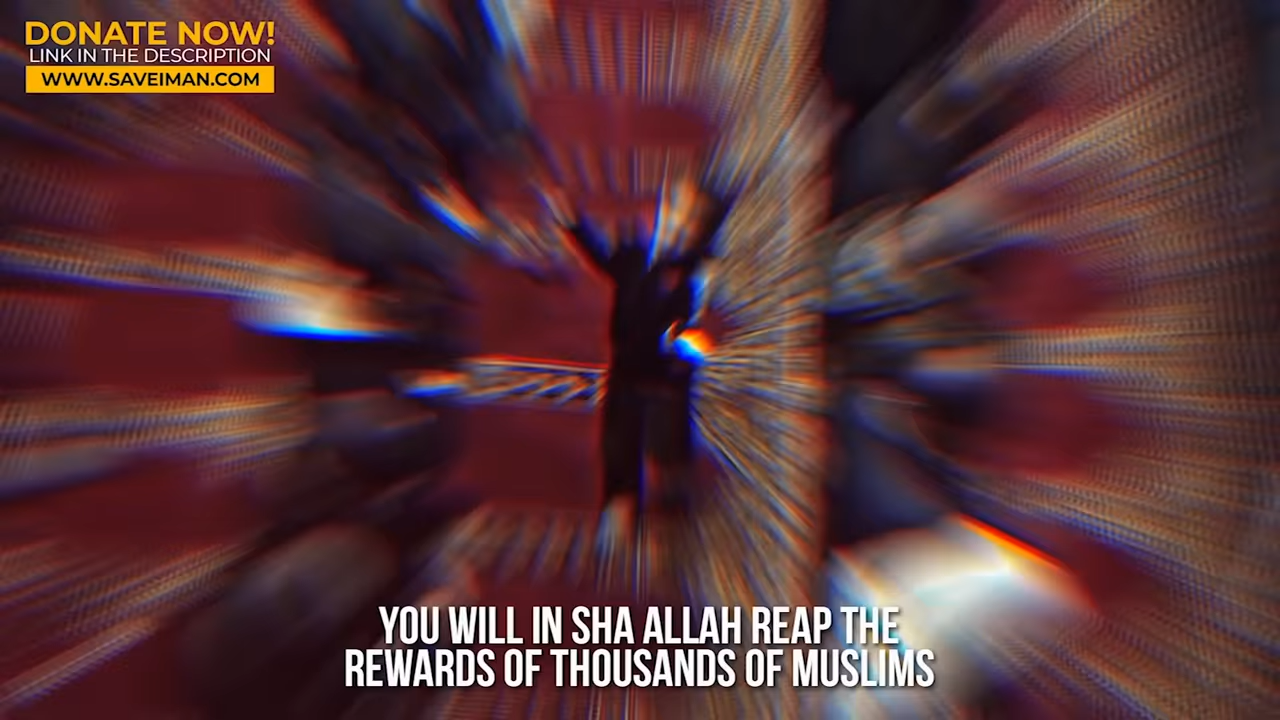 DONATE NOW!
LINK IN THE DESCRIPTION
WWW.SAVEIMAN.COM
YOU WILL IN SHA ALLAH REAP THE
REWARDS OF THOUSANDS OF MUSLIMS